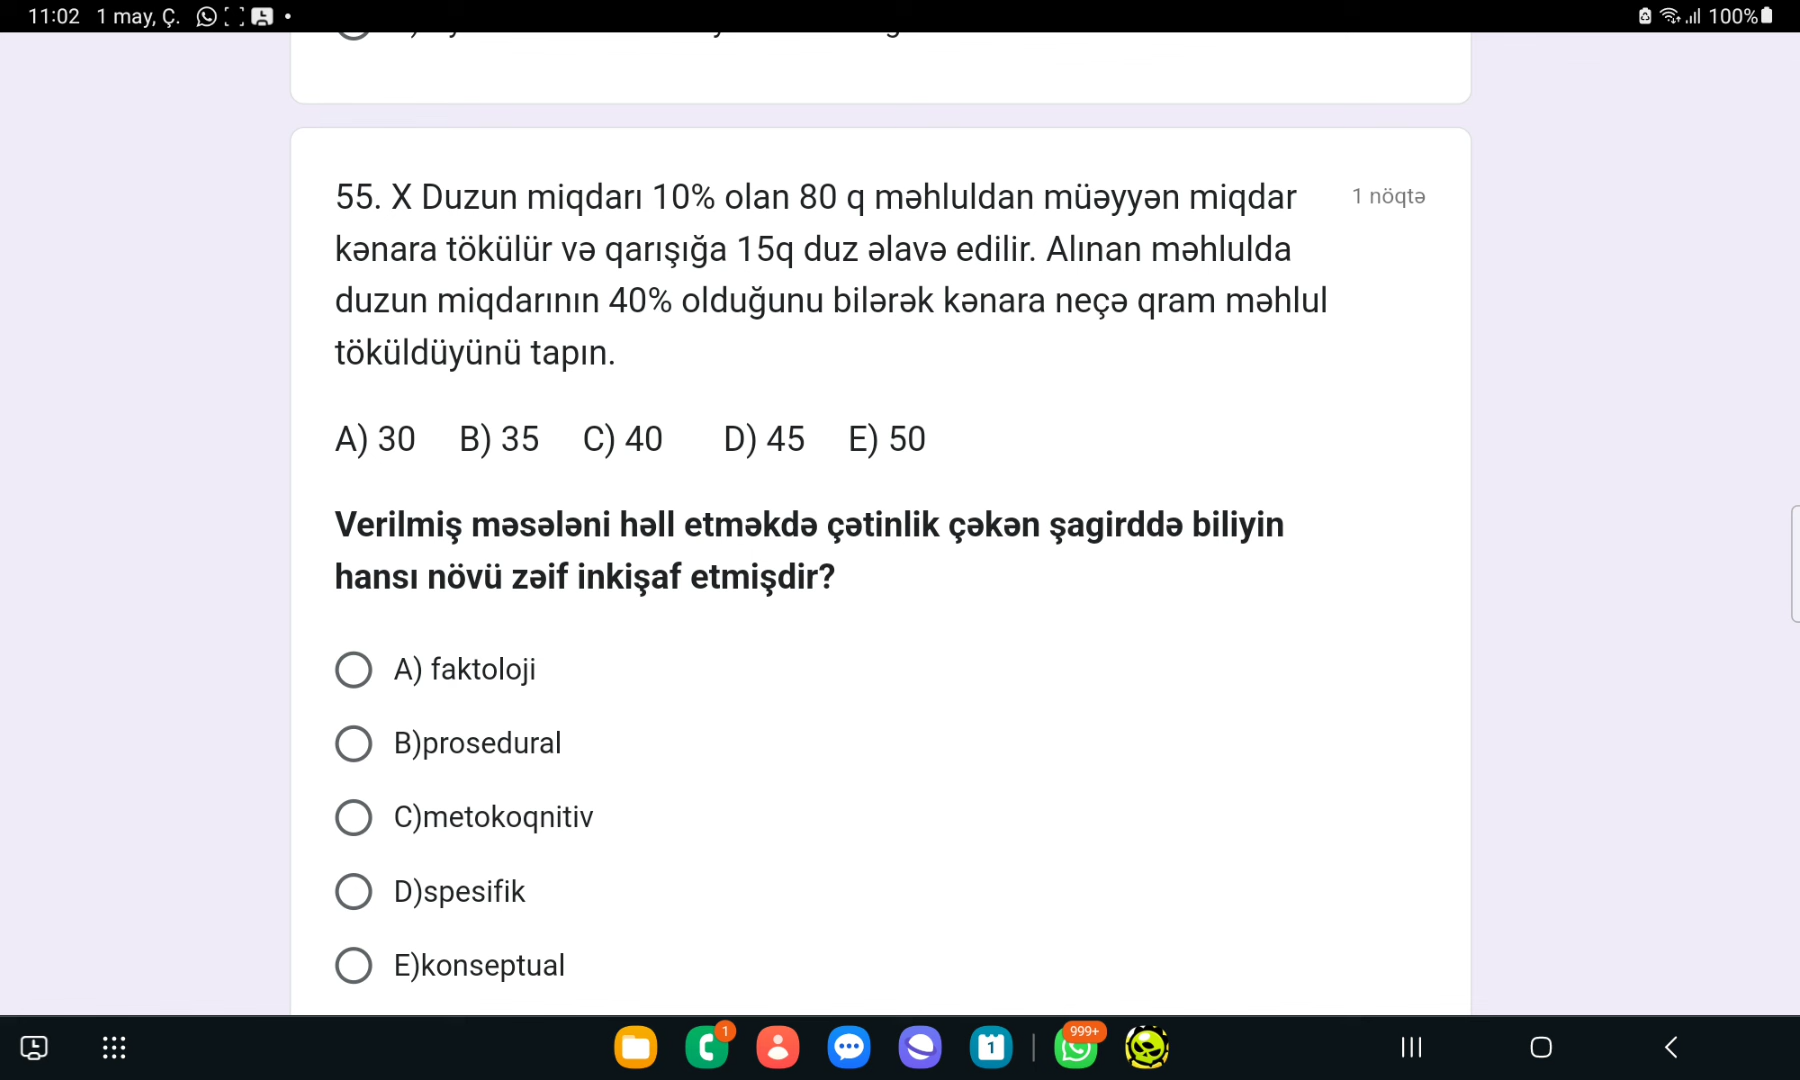 11:02 1 may, Ç. 100%
55. X Duzun miqdarı 10% olan 80 q məhluldan müəyyən miqdar
1 nöqtə
kənara tökülür və qarışığa 15q duz əlavə edilir. Alınan məhlulda
duzun miqdarının 40% olduğunu bilərək kənara neçə qram məhlul
töküldüyünü tapın.
A) 30 B) 35 C) 40 D) 45 E) 50
Verilmiş məsələni həll etməkdə çətinlik çəkən şagirddə biliyin
hansı növü zəif inkişaf etmişdir?
A) faktoloji
B)prosedural
C)metokoqnitiv
D)spesifik
E)konseptual
1 1 999+